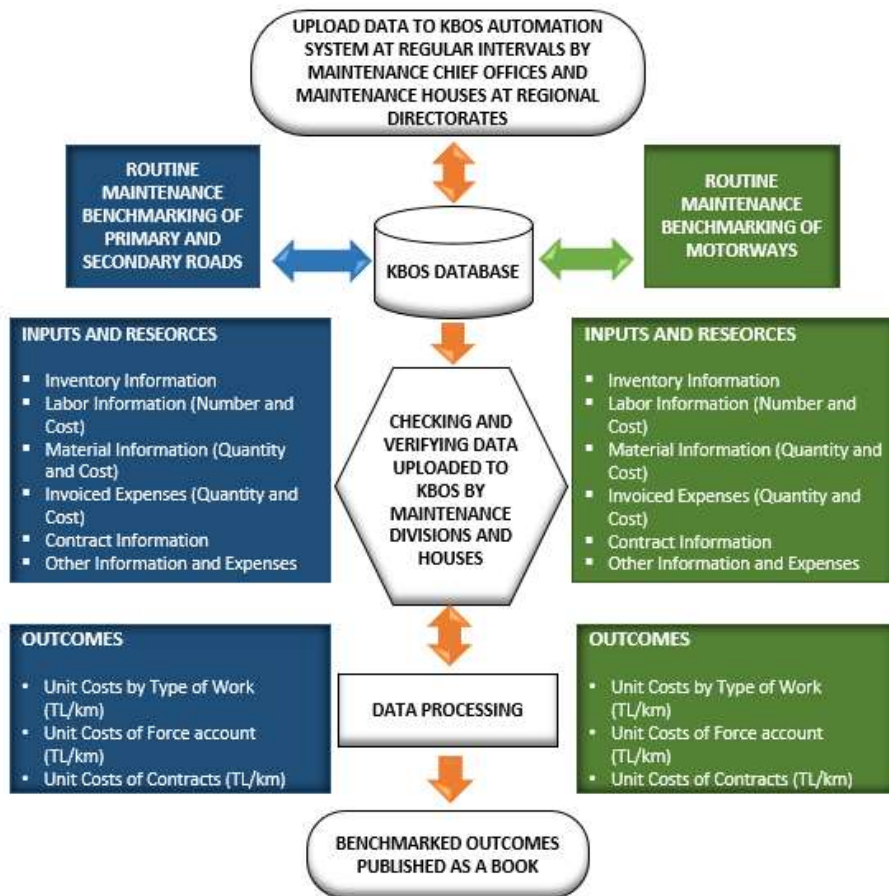 UPLOAD DATA TO KBOS AUTOMATION
SYSTEM AT REGULAR INTERVALS BY
MAINTENANCE CHIEF OFFICES AND
MAINTENANCE HOUSES AT REGIONAL
DIRECTORATES
ROUTINE
MAINTENANCE
BENCHMARKING OF
PRIMARY AND
SECONDARY ROADS
KBOS DATABASE
ROUTINE
MAINTENANCE
BENCHMARKING OF
MOTORWAYS
INPUTS AND RESEORCES
▪ Inventory Information
▪ Labor Information (Number and
Cost)
▪ Material Information (Quantity
and Cost)
▪ Invoiced Expenses (Quantity and
Cost)
▪ Contract Information
▪ Other Information and Expenses
CHECKING AND
VERIFYING DATA
UPLOADED TO
KBOS BY
MAINTENANCE
DIVISIONS AND
HOUSES
INPUTS AND RESEORCES
▪ Inventory Information
▪ Labor Information (Number and
Cost)
▪ Material Information (Quantity and
Cost)
▪ Invoiced Expenses (Quantity and
Cost)
▪ Contract Information
▪ Other Information and Expenses
OUTCOMES
• Unit Costs by Type of Work
(TL/km)
• Unit Costs of Force account
(TL/km)
• Unit Costs of Contracts (TL/km)
DATA PROCESSING
OUTCOMES
• Unit Costs by Type of Work
(TL/km)
• Unit Costs of Force account
(TL/km)
• Unit Costs of Contracts (TL/km)
BENCHMARKED OUTCOMES
PUBLISHED AS A BOOK